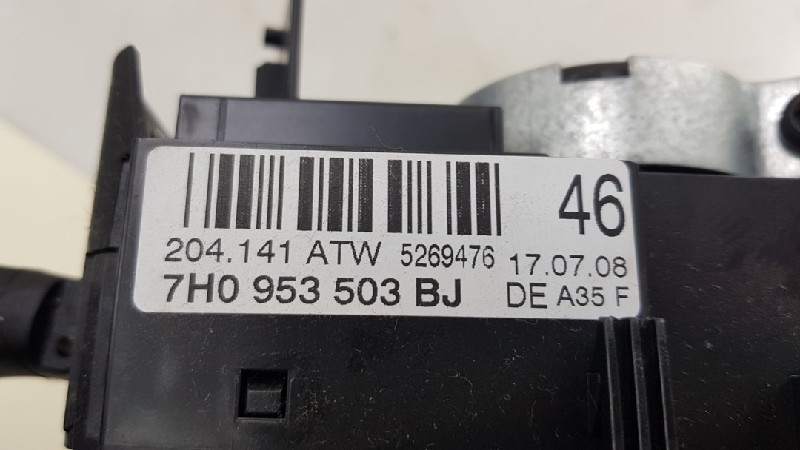 46
204.141 ATW 5269476 17.07.08
7H0 953 503 BJ DE A35 F